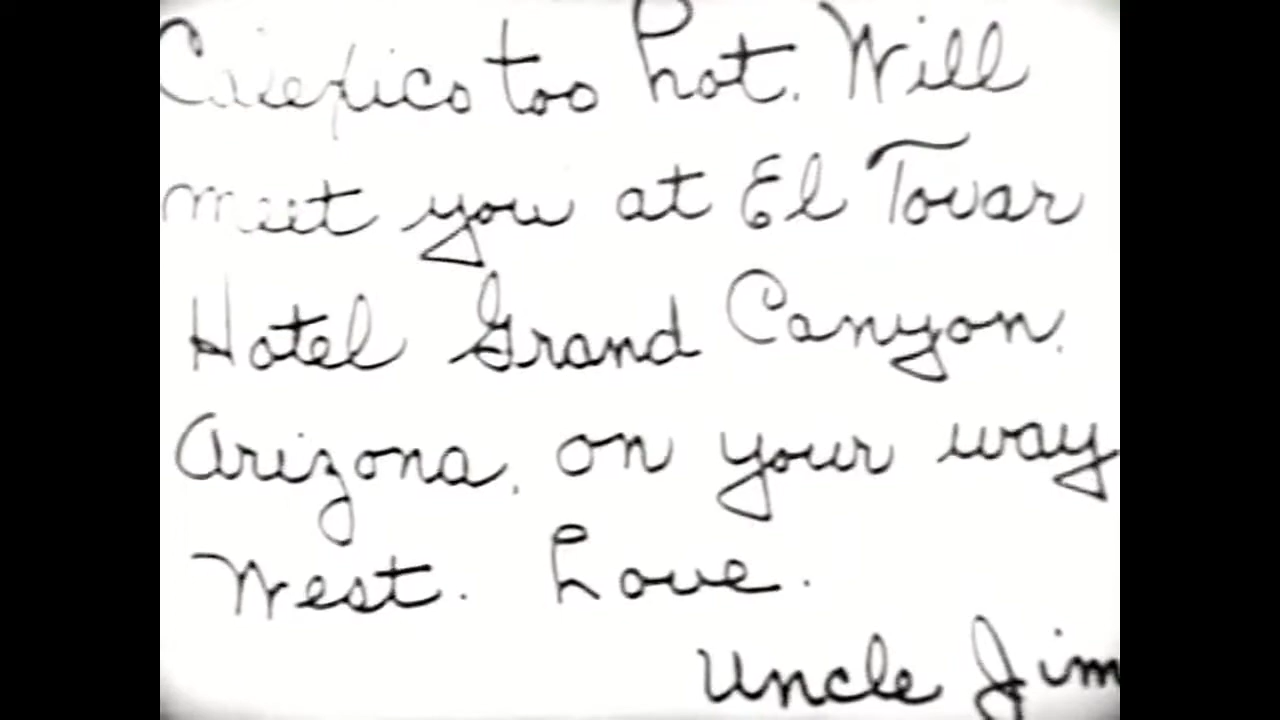 too hot. Will
meet you at El Tovar
Hotel Grand Canyon.
Arizona, on your way
West. Love.
Uncle Jim